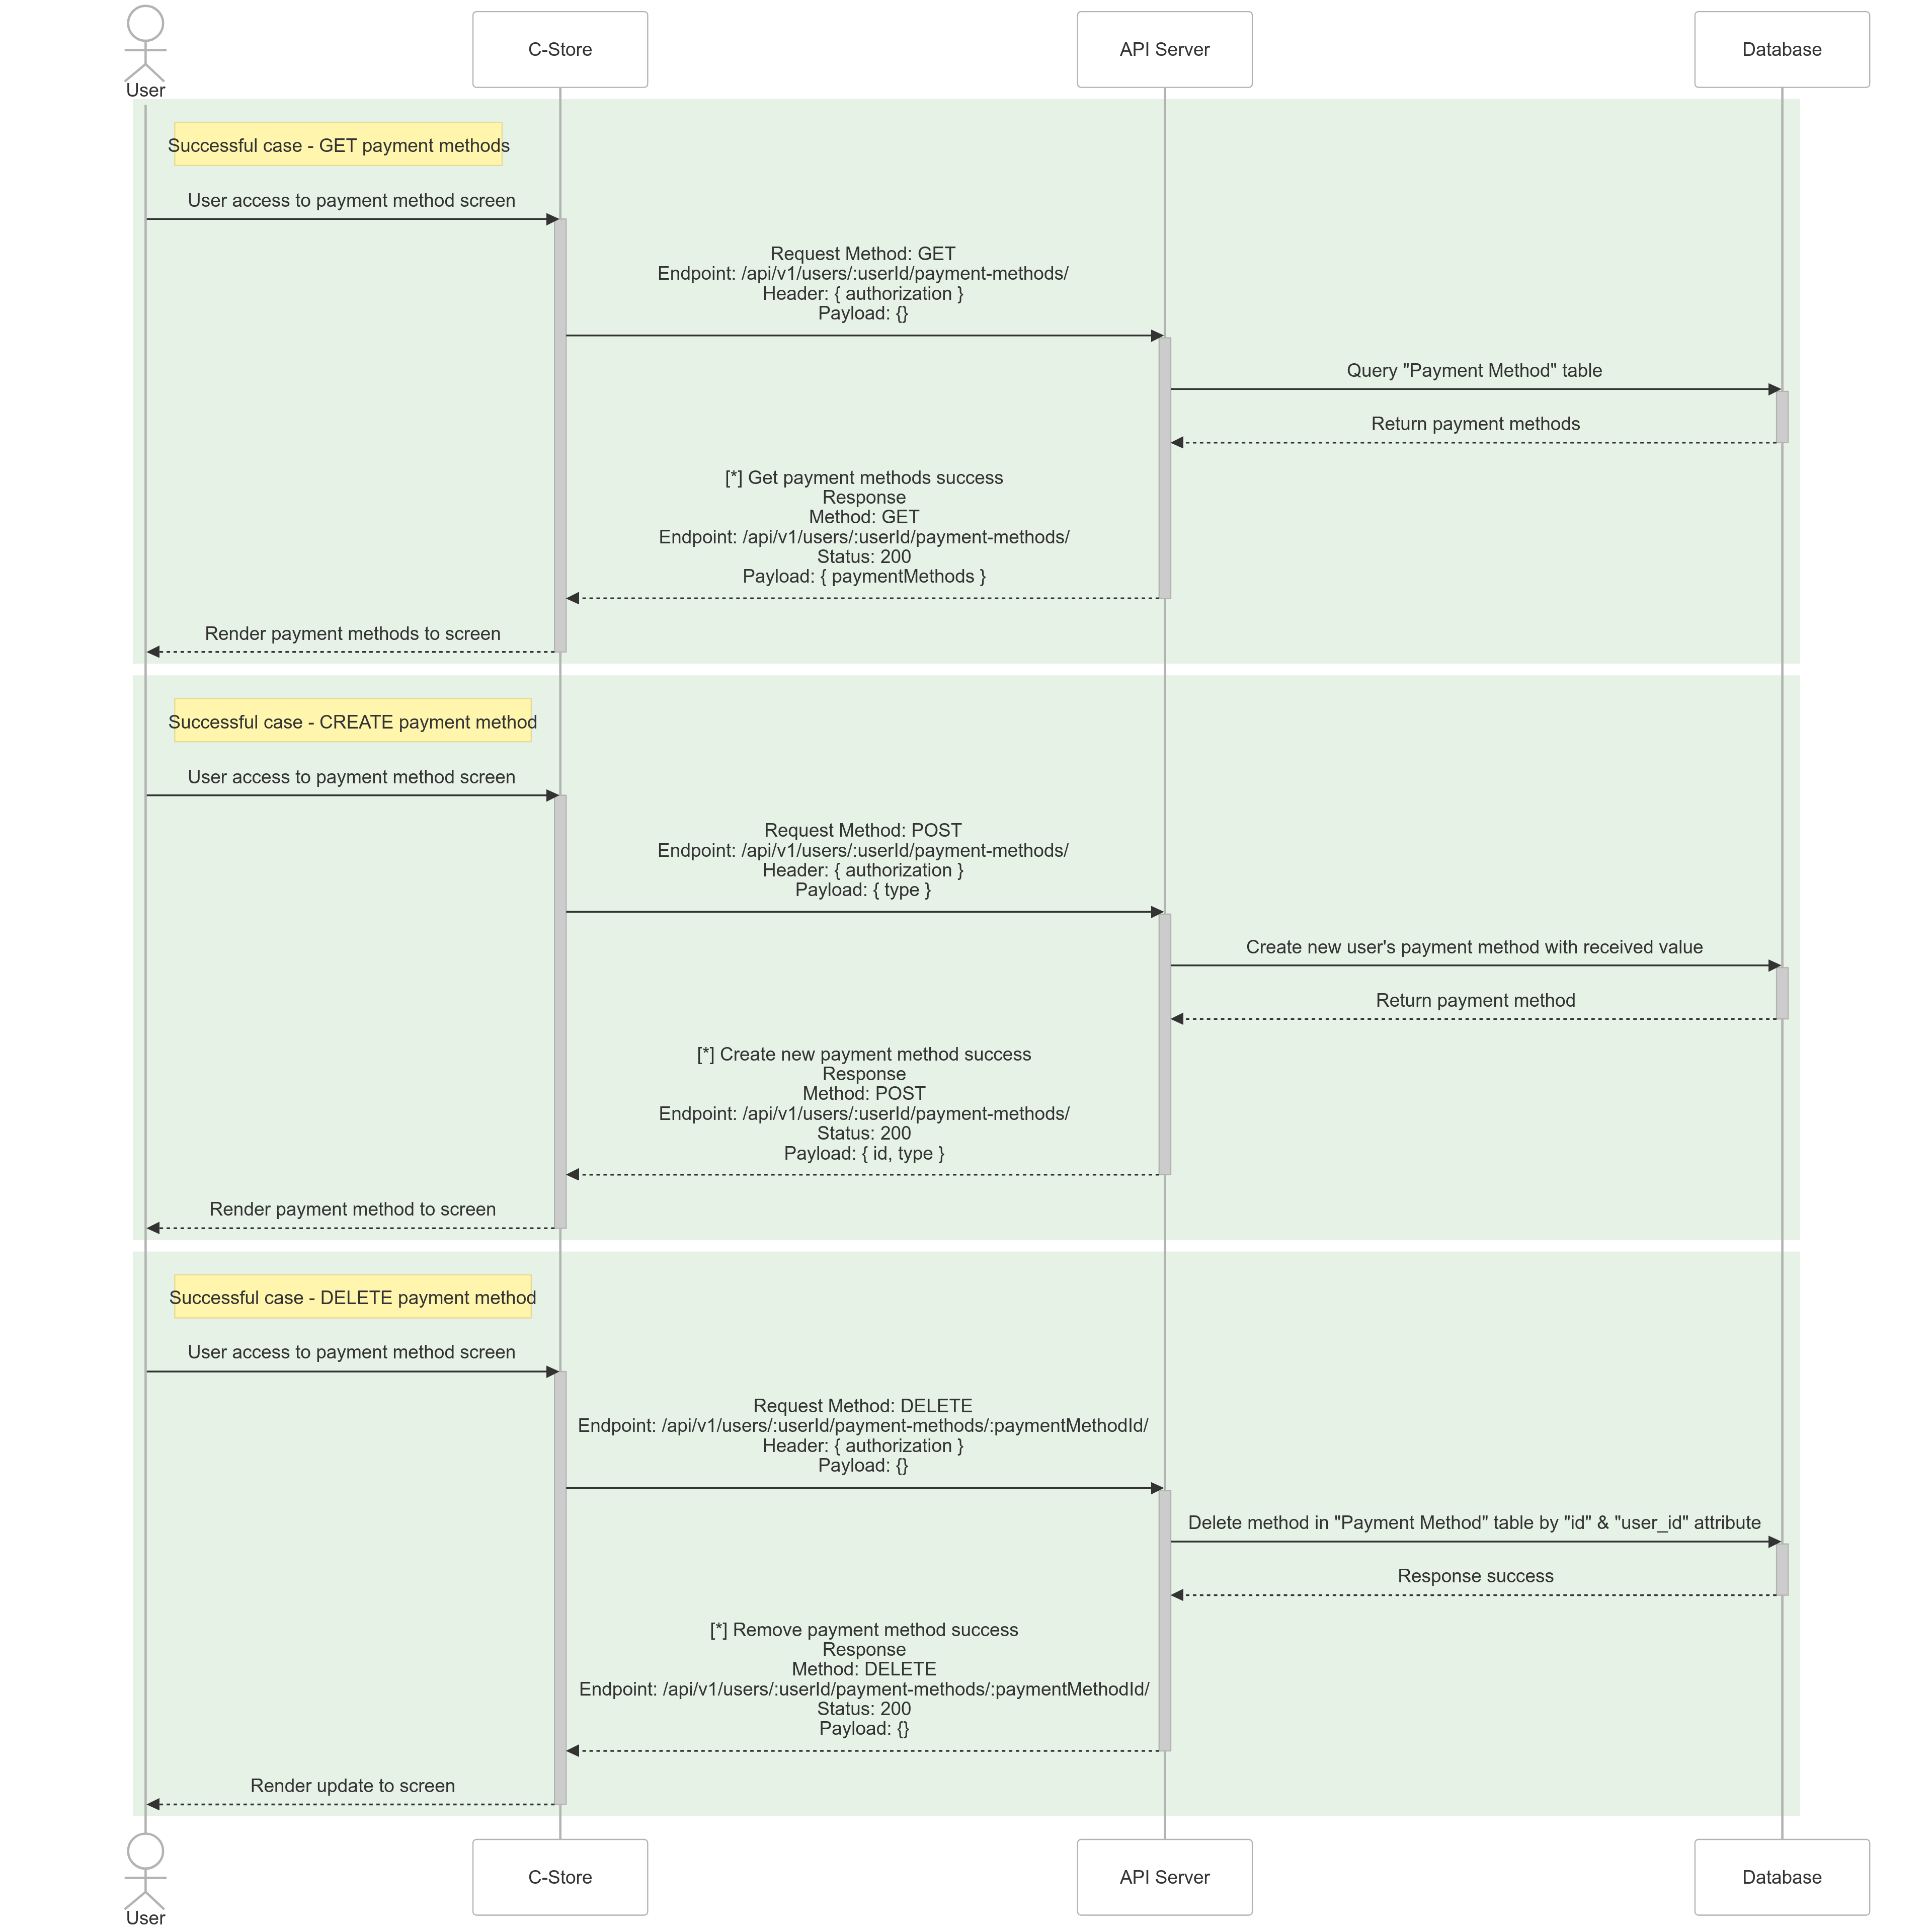 User
C-Store
API Server
Database
Successful case - GET payment methods
User access to payment method screen
Request Method: GET
Endpoint: /api/v1/users/:userId/payment-methods/
Header: { authorization }
Payload: {}
Query "Payment Method" table
Return payment methods
[*] Get payment methods success
Response
Method: GET
Endpoint: /api/v1/users/:userId/payment-methods/
Status: 200
Payload: { paymentMethods }
Render payment methods to screen
Successful case - CREATE payment method
User access to payment method screen
Request Method: POST
Endpoint: /api/v1/users/:userId/payment-methods/
Header: { authorization }
Payload: { type }
Create new user's payment method with received value
Return payment method
[*] Create new payment method success
Response
Method: POST
Endpoint: /api/v1/users/:userId/payment-methods/
Status: 200
Payload: { id, type }
Render payment method to screen
Successful case - DELETE payment method
User access to payment method screen
Request Method: DELETE
Endpoint: /api/v1/users/:userId/payment-methods/:paymentMethodId/
Header: { authorization }
Payload: {}
Delete method in "Payment Method" table by "id" & "user_id" attribute
Response success
[*] Remove payment method success
Response
Method: DELETE
Endpoint: /api/v1/users/:userId/payment-methods/:paymentMethodId/
Status: 200
Payload: {}
Render update to screen
User
C-Store
API Server
Database